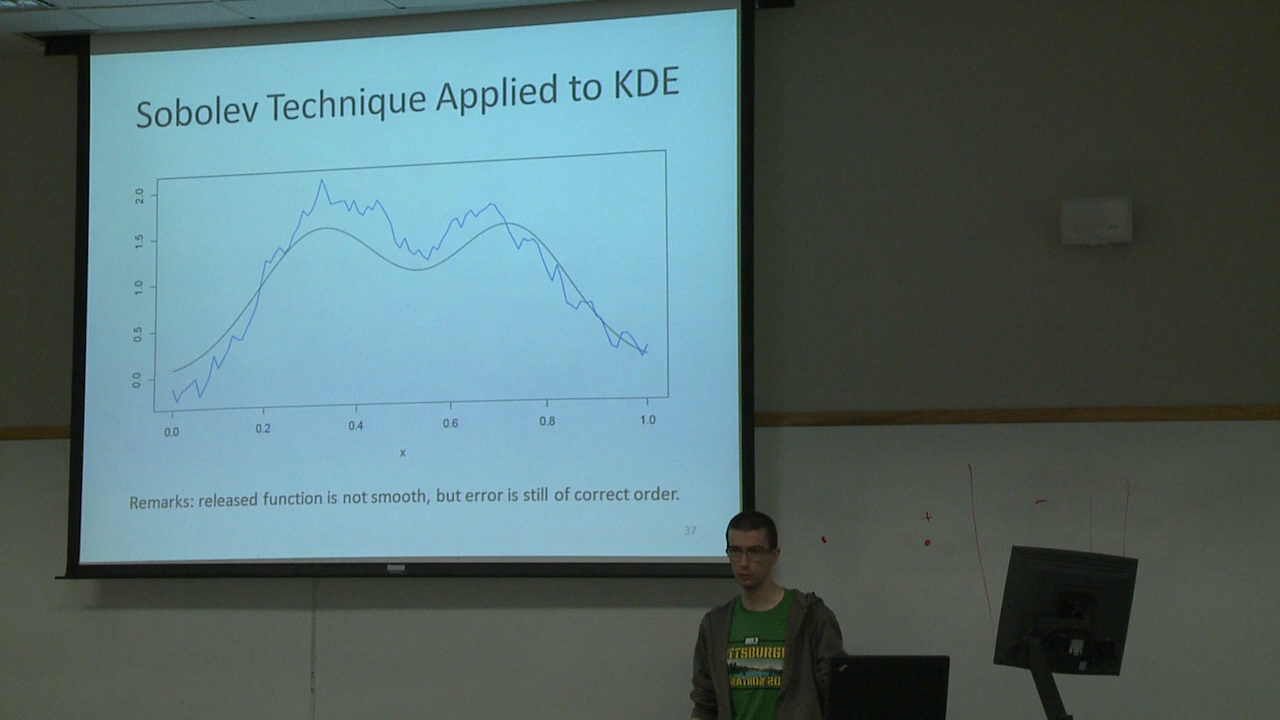 Sobolev Technique Applied to KDE
2.0
1.5
1.0
0.5
0.0
0.0 0.2 0.4 0.6 0.8 1.0
x
Remarks: released function is not smooth, but error is still of correct order.
37
TTSBURG